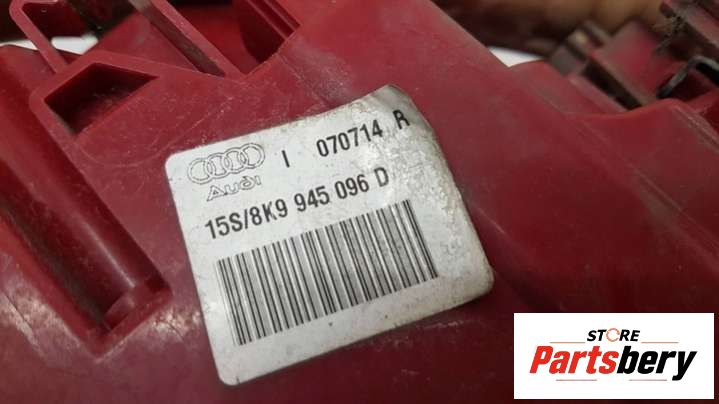 I 070714 R
Audi
15S/8K9 945 096 D
STORE
Partsbery